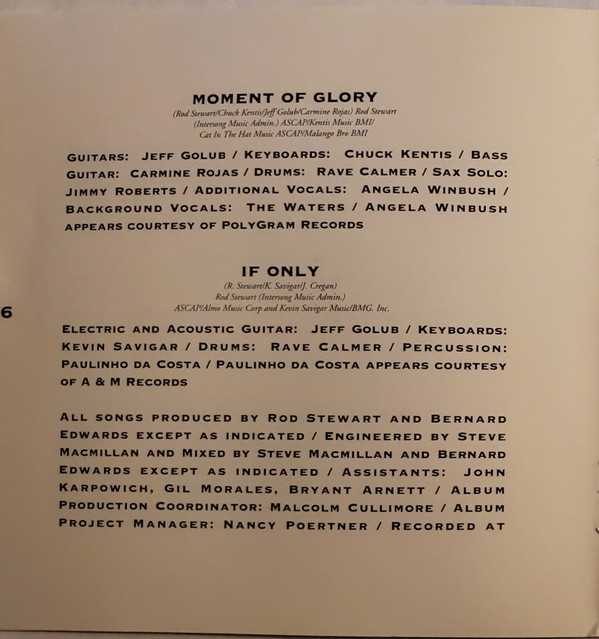 MOMENT OF GLORY
(Rod Stewart/Chuck Kentis/Jeff Golub/Carmine Rojas) Rod Stewart
(Intersong Music Admin.) ASCAP/Kentis Music BMI/
Cat In The Hat Music ASCAP/Malango Bro BMI
GUITARS: JEFF GOLUB / KEYBOARDS: CHUCK KENTIS / BASS
GUITAR: CARMINE ROJAS / DRUMS: RAVE CALMER / SAX SOLO:
JIMMY ROBERTS / ADDITIONAL VOCALS: ANGELA WINBUSH /
BACKGROUND VOCALS: THE WATERS / ANGELA WINBUSH
APPEARS COURTESY OF POLYGRAM RECORDS
IF ONLY
(R. Stewart/K. Savigar/J. Cregan)
Rod Stewart (Intersong Music Admin.)
ASCAP/Almo Music Corp and Kevin Savigar Music/BMG. Inc.
6
ELECTRIC AND ACOUSTIC GUITAR: JEFF GOLUB / KEYBOARDS:
KEVIN SAVIGAR / DRUMS: RAVE CALMER / PERCUSSION:
PAULINHO DA COSTA / PAULINHO DA COSTA APPEARS COURTESY
OF A & M RECORDS
ALL SONGS PRODUCED BY ROD STEWART AND BERNARD
EDWARDS EXCEPT AS INDICATED / ENGINEERED BY STEVE
MACMILLAN AND MIXED BY STEVE MACMILLAN AND BERNARD
EDWARDS EXCEPT AS INDICATED / ASSISTANTS: JOHN
KARPOWICH, GIL MORALES, BRYANT ARNETT / ALBUM
PRODUCTION COORDINATOR: MALCOLM CULLIMORE / ALBUM
PROJECT MANAGER: NANCY POERTNER / RECORDED AT